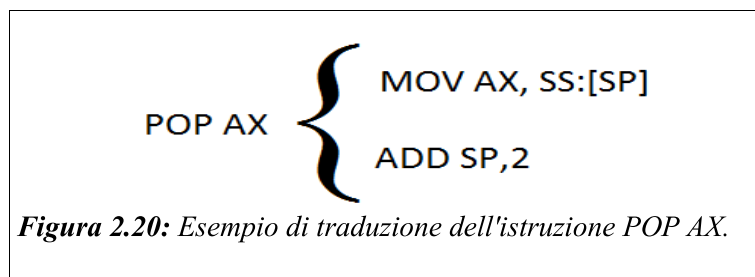 MOV AX, SS:[SP]
POP AX
ADD SP,2
Figura 2.20: Esempio di traduzione dell'istruzione POP AX.